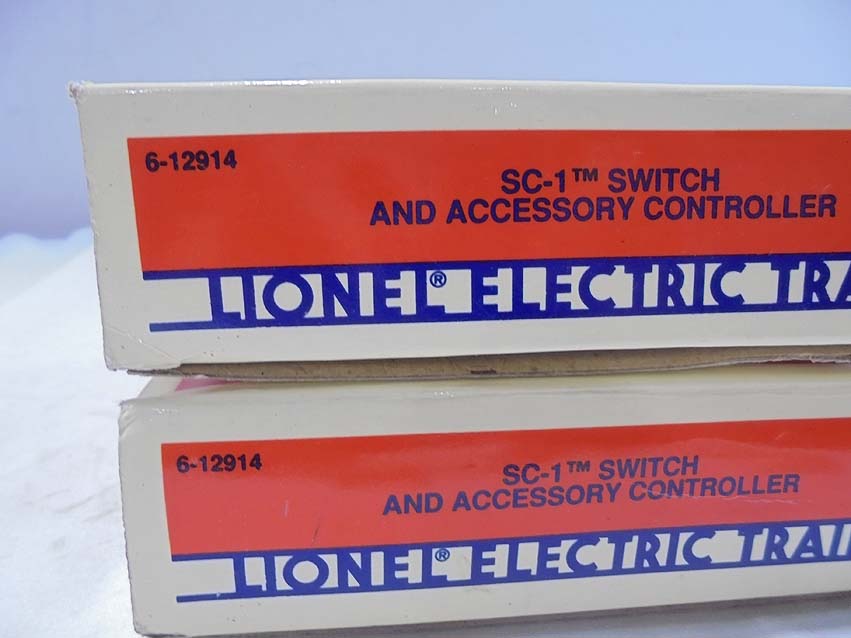 6-12914
SC-1™ SWITCH
AND ACCESSORY CONTROLLER
LIONEL® ELECTRIC TRA
6-12914
SC-1™ SWITCH
AND ACCESSORY CONTROLLER
LIONEL® ELECTRIC TRAI